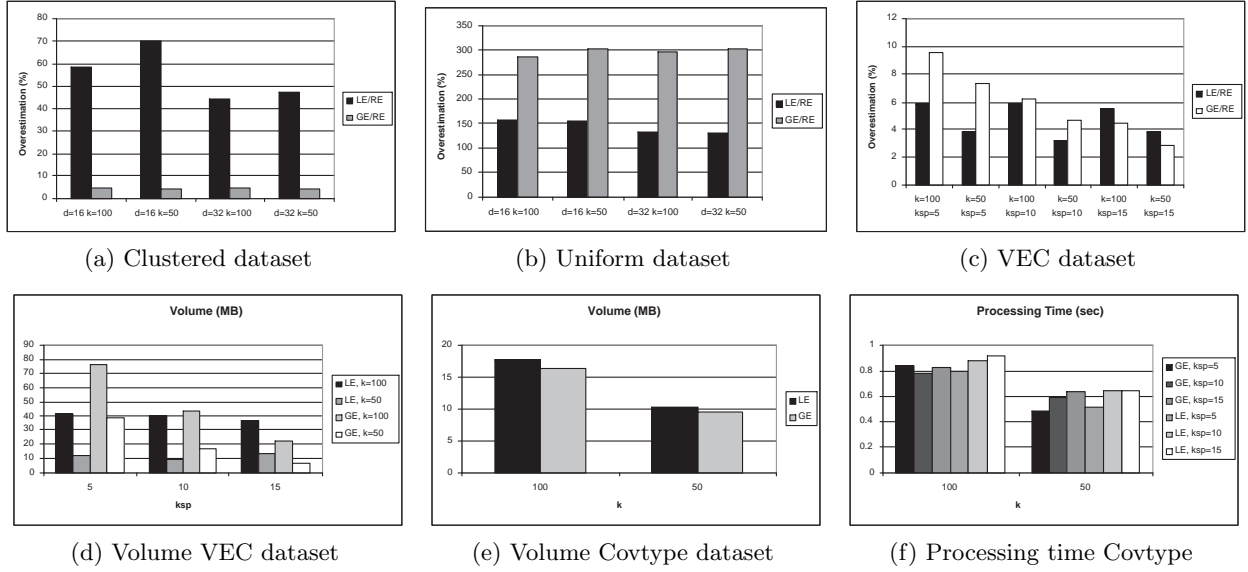 80
70
60
50
40
30
20
10
0
Overestimation (%)
d=16 k=100 d=16 k=50 d=32 k=100 d=32 k=50
LE/RE
GE/RE
(a) Clustered dataset
350
300
250
200
150
100
50
0
Overestimation (%)
d=16 k=100 d=16 k=50 d=32 k=100 d=32 k=50
LE/RE
GE/RE
(b) Uniform dataset
12
10
8
6
4
2
0
Overestimation (%)
k=100 k=50 k=100 k=50 k=100 k=50
ksp=5 ksp=5 ksp=10 ksp=10 ksp=15 ksp=15
LE/RE
GE/RE
(c) VEC dataset
Volume (MB)
90
80
70
60
50
40
30
20
10
0
5 10 15
ksp
LE, k=100
LE, k=50
GE, k=100
GE, k=50
(d) Volume VEC dataset
Volume (MB)
20
15
10
5
0
100 50
k
LE
GE
(e) Volume Covtype dataset
Processing Time (sec)
1
0.8
0.6
0.4
0.2
0
100 50
k
GE, ksp=5
GE, ksp=10
GE, ksp=15
LE, ksp=5
LE, ksp=10
LE, ksp=15
(f) Processing time Covtype